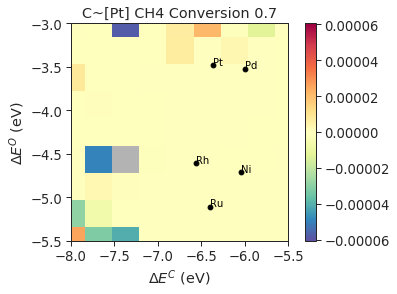 C~[Pt] CH4 Conversion 0.7
−3.0
−3.5
−4.0
−4.5
−5.0
−5.5
ΔE^O (eV)
Pt
Pd
Rh
Ni
Ru
−8.0 −7.5 −7.0 −6.5 −6.0 −5.5
ΔE^C (eV)
0.00006
0.00004
0.00002
0.00000
−0.00002
−0.00004
−0.00006